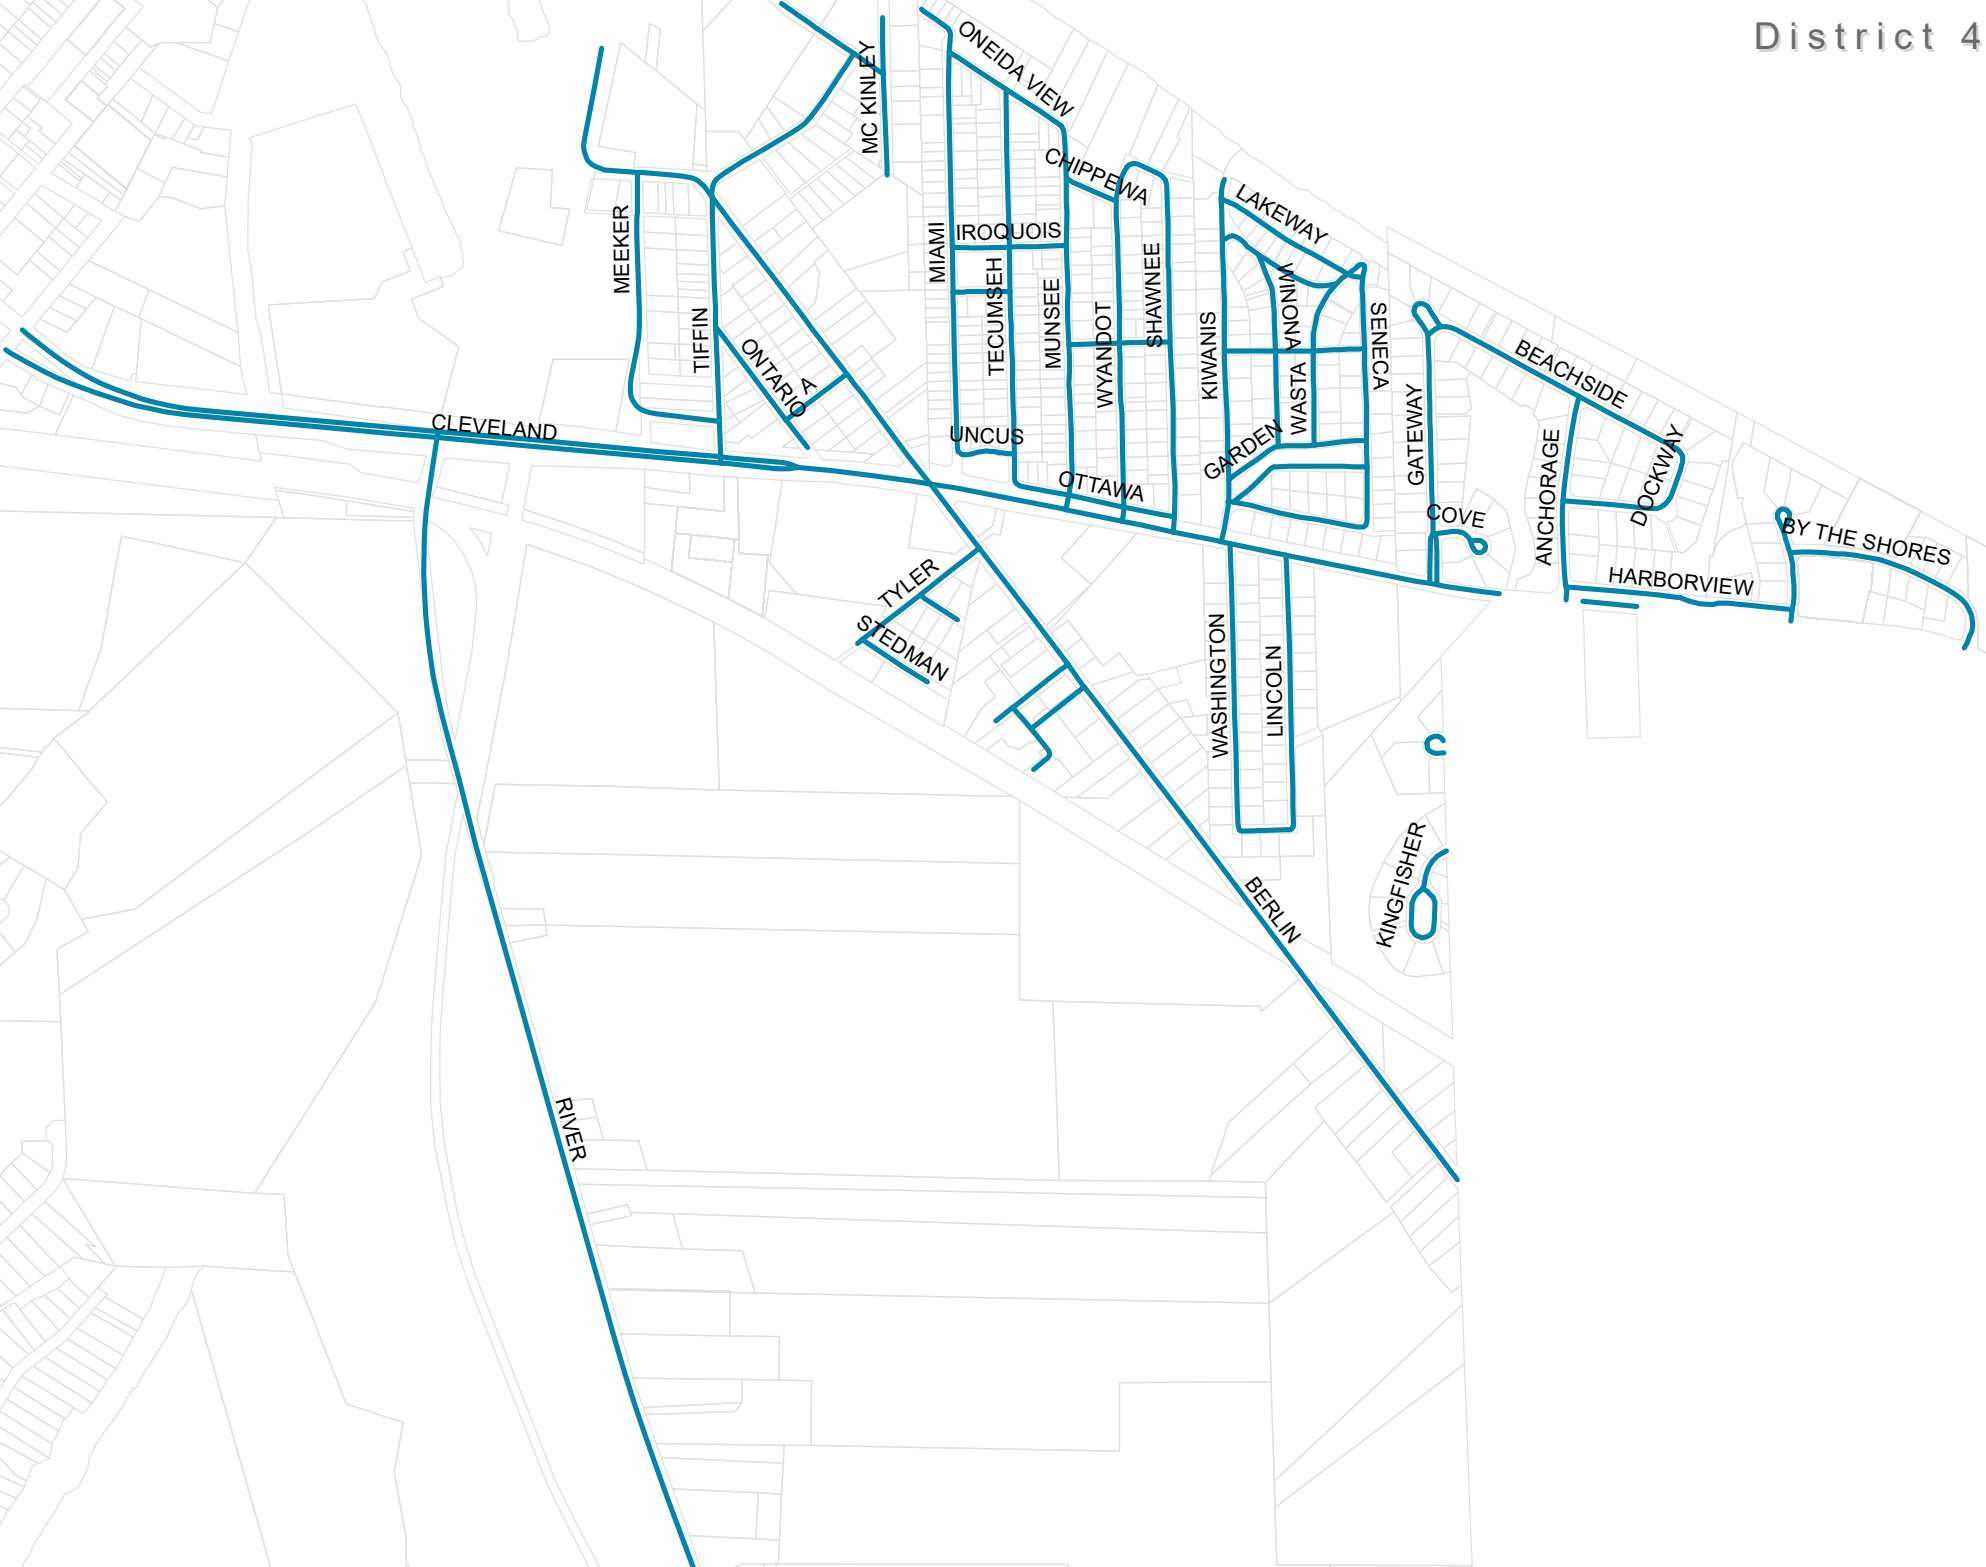 District 4
ONEIDA VIEW
MC KINLEY
CHIPPEWA
LAKEWAY
MEEKER
IROQUOIS
MIAMI
TECUMSEH
SHAWNEE
WINONA
MUNSEE
WYANDOT
KIWANIS
SENECA
TIFFIN
ONTARIO
A
BEACHSIDE
WASTA
GATEWAY
CLEVELAND
UNCUS
GARDEN
ANCHORAGE
DOCKWAY
OTTAWA
COVE
BY THE SHORES
TYLER
HARBORVIEW
STEDMAN
WASHINGTON
LINCOLN
KINGFISHER
BERLIN
RIVER